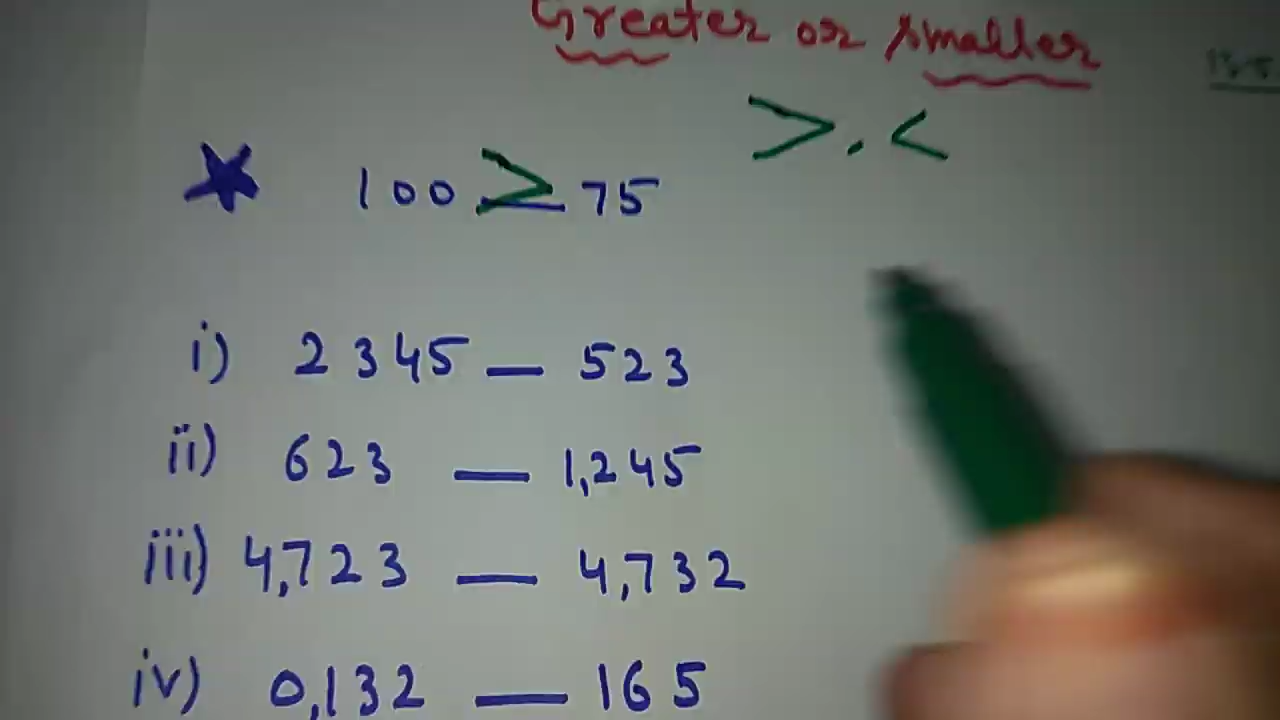 Greater or smaller
> . <
100 > 75
i) 2345 _ 523
ii) 623 _ 1,245
iii) 4,723 _ 4,732
iv) 0,132 _ 165